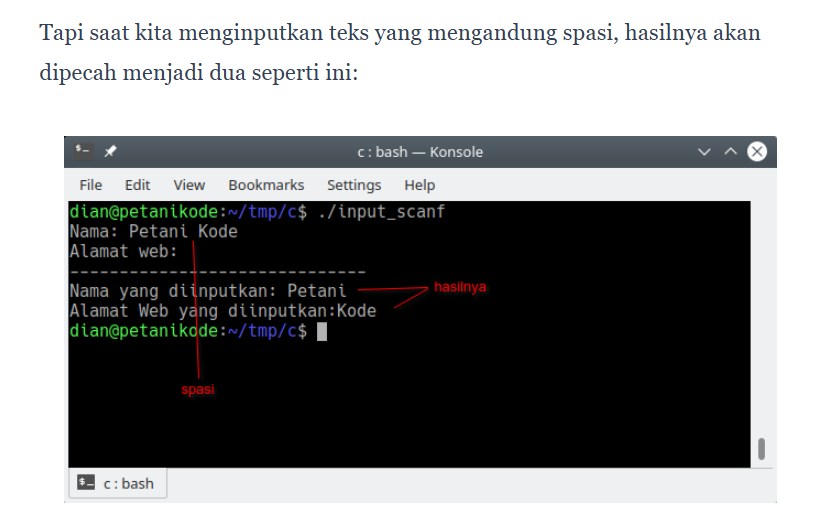 Tapi saat kita menginputkan teks yang mengandung spasi, hasilnya akan
dipecah menjadi dua seperti ini:
c : bash — Konsole
File Edit View Bookmarks Settings Help
dian@petanikode:~/tmp/c$ ./input_scanf
Nama: Petani Kode
Alamat web:
------------------------------
Nama yang diinputkan: Petani
hasilnya
Alamat Web yang diinputkan:Kode
dian@petanikode:~/tmp/c$
spasi
c : bash